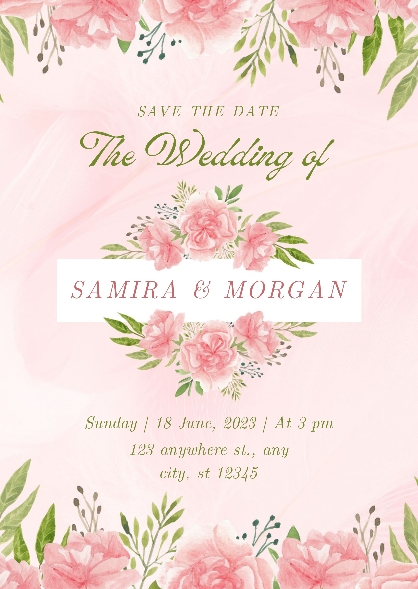 SAVE THE DATE
The Wedding of
SAMIRA & MORGAN
Sunday | 18 June, 2023 | At 3 pm
123 anywhere st., any
city, st 12345